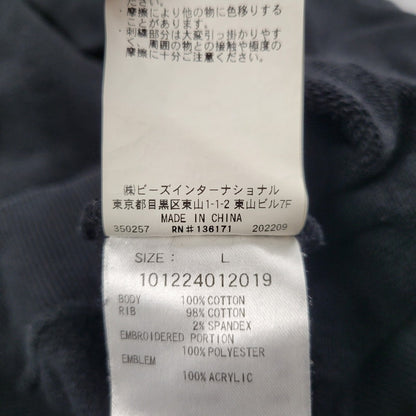 摩擦により他の物に色移りすること
があります。
刺繍部分は大変引っ掛かりやす
く、周囲の物との接触や極度の
摩擦に十分ご注意ください。
㈱ビーズインターナショナル
東京都目黒区東山1-1-2 東山ビル7F
MADE IN CHINA
350257 RN#136171 202209
SIZE: L
101224012019
BODY 100% COTTON
RIB 98% COTTON
2% SPANDEX
EMBROIDERED PORTION
100% POLYESTER
EMBLEM
100% ACRYLIC